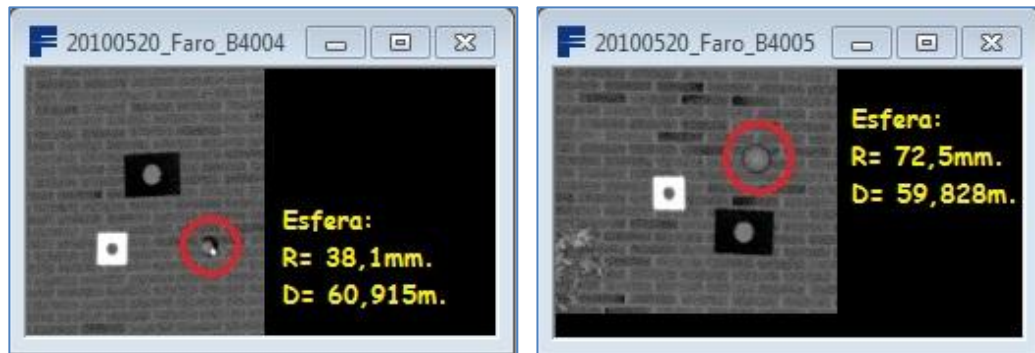 20100520_Faro_B4004
Esfera:
R= 38,1mm.
D= 60,915m.
20100520_Faro_B4005
Esfera:
R= 72,5mm.
D= 59,828m.